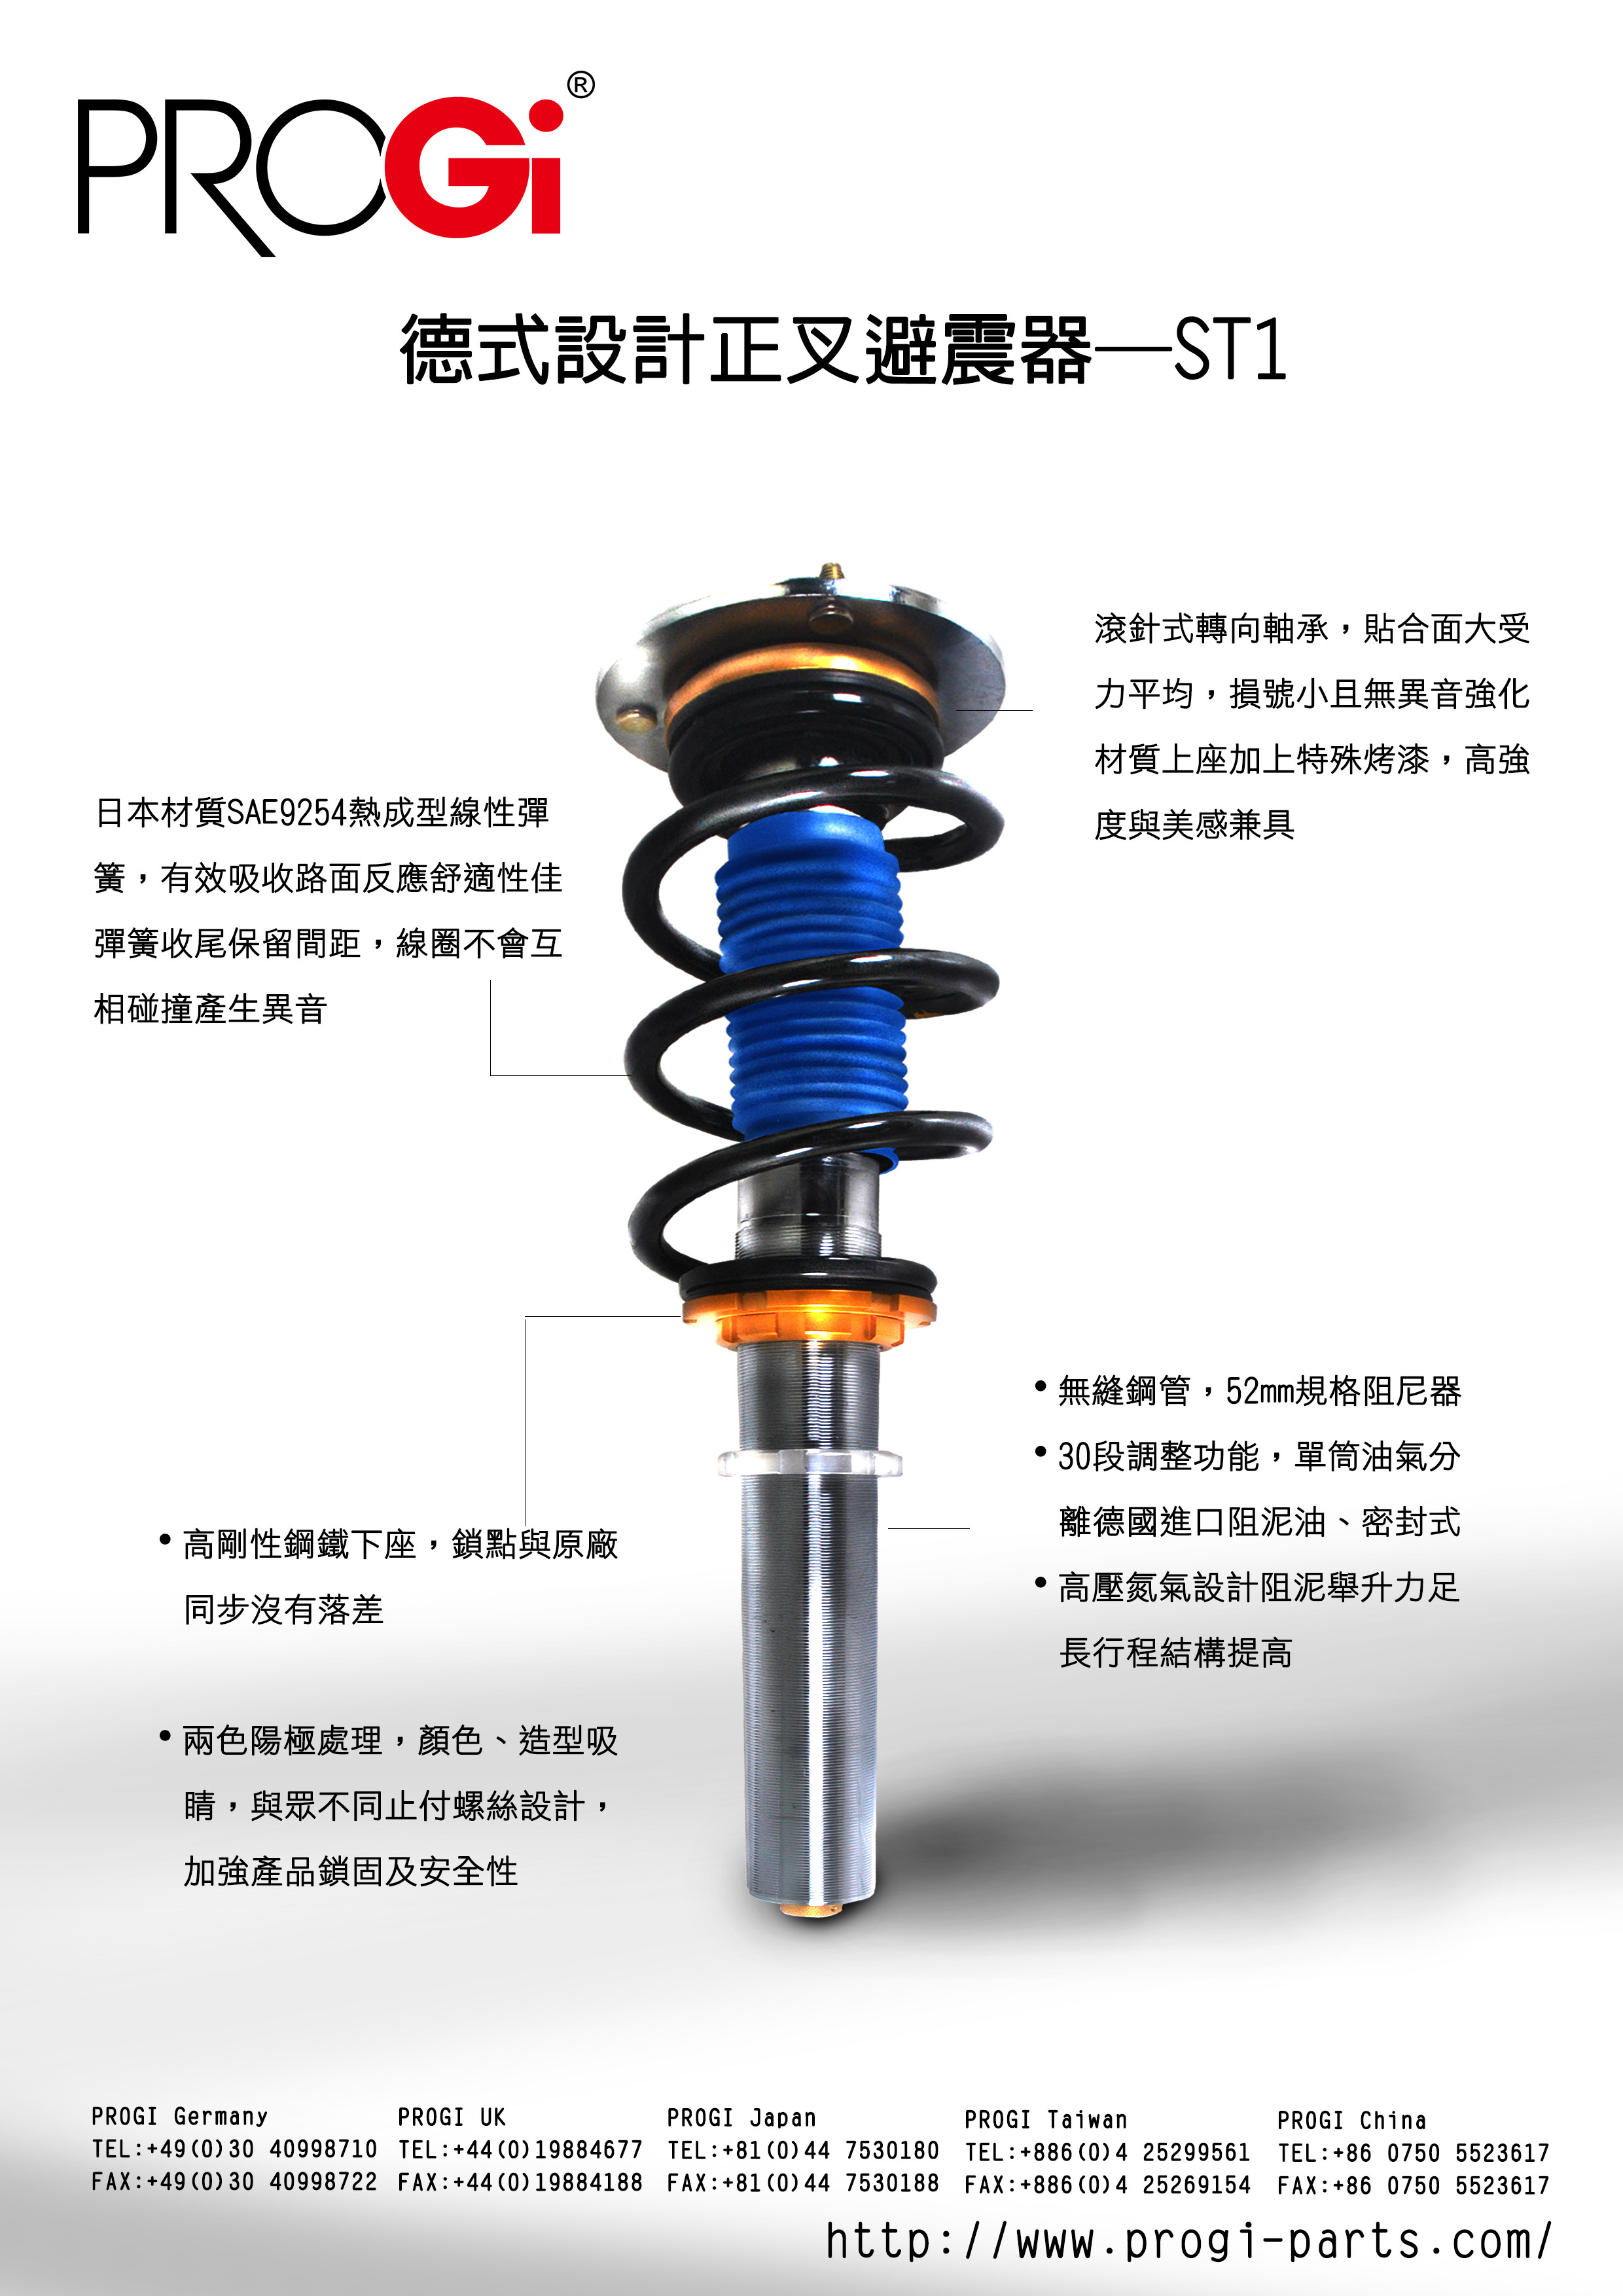 PROGi®
德式設計正叉避震器—ST1
滾針式轉向軸承，貼合面大受
力平均，損號小且無異音強化
材質上座加上特殊烤漆，高強
度與美感兼具
日本材質SAE9254熱成型線性彈
簧，有效吸收路面反應舒適性佳
彈簧收尾保留間距，線圈不會互
相碰撞產生異音
• 無縫鋼管，52mm規格阻尼器
• 30段調整功能，單筒油氣分
離德國進口阻泥油、密封式
• 高壓氮氣設計阻泥舉升力足
長行程結構提高
• 高剛性鋼鐵下座，鎖點與原廠
同步沒有落差
• 兩色陽極處理，顏色、造型吸
睛，與眾不同止付螺絲設計，
加強產品鎖固及安全性
PROGI Germany
TEL:+49(0)30 40998710
FAX:+49(0)30 40998722
PROGI UK
TEL:+44(0)19884677
FAX:+44(0)19884188
PROGI Japan
TEL:+81(0)44 7530180
FAX:+81(0)44 7530188
PROGI Taiwan
TEL:+886(0)4 25299561
FAX:+886(0)4 25269154
PROGI China
TEL:+86 0750 5523617
FAX:+86 0750 5523617
http://www.progi-parts.com/